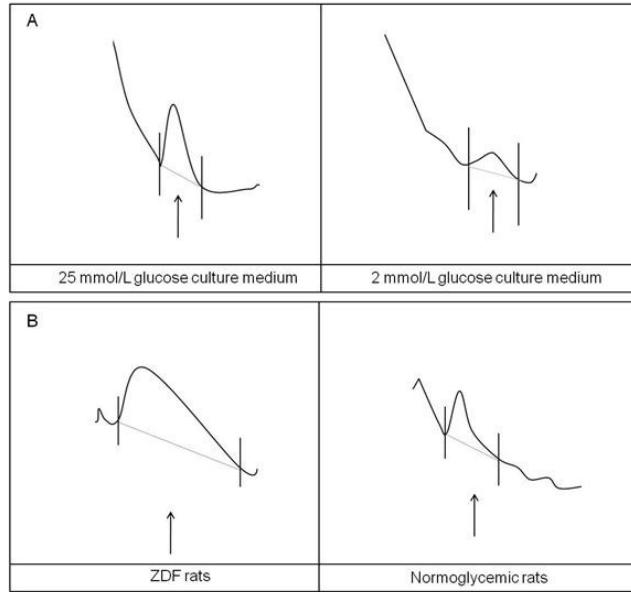 A
25 mmol/L glucose culture medium
2 mmol/L glucose culture medium
B
ZDF rats
Normoglycemic rats